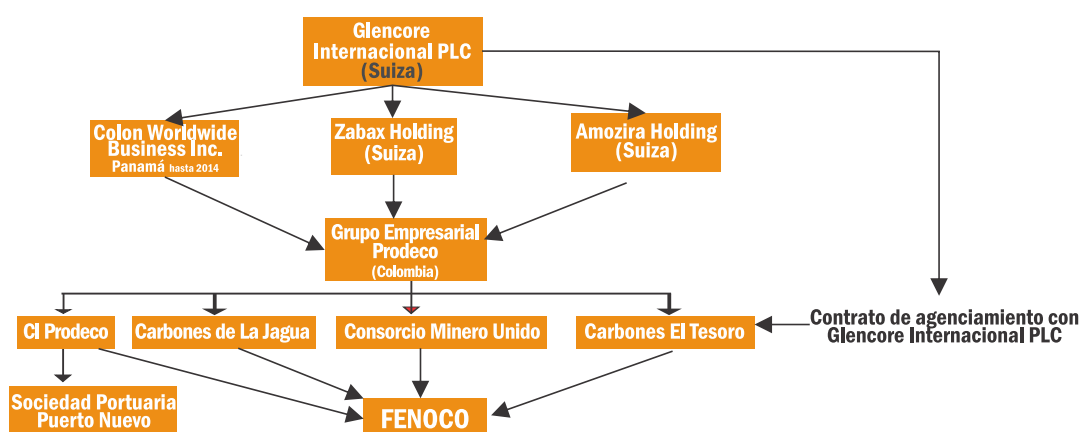 Glencore
Internacional PLC
(Suiza)
Colon Worldwide
Business Inc.
Panamá hasta 2014
Zabax Holding
(Suiza)
Amozira Holding
(Suiza)
Grupo Empresarial
Prodeco
(Colombia)
CI Prodeco
Carbones de La Jagua
Consorcio Minero Unido
Carbones El Tesoro
Contrato de agenciamiento con
Glencore Internacional PLC
Sociedad Portuaria
Puerto Nuevo
FENOCO